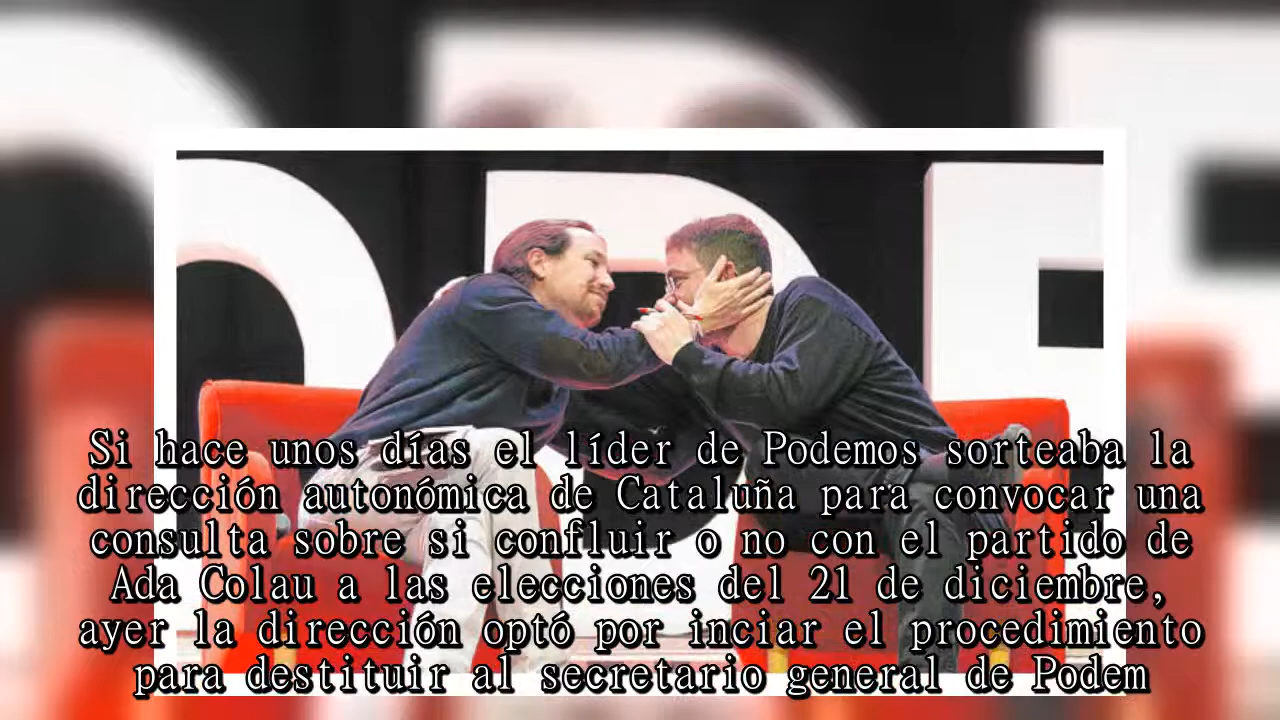 Si hace unos días el líder de Podemos sorteaba la
dirección autonómica de Cataluña para convocar una
consulta sobre si confluir o no con el partido de
Ada Colau a las elecciones del 21 de diciembre,
ayer la dirección optó por inciar el procedimiento
para destituir al secretario general de Podem